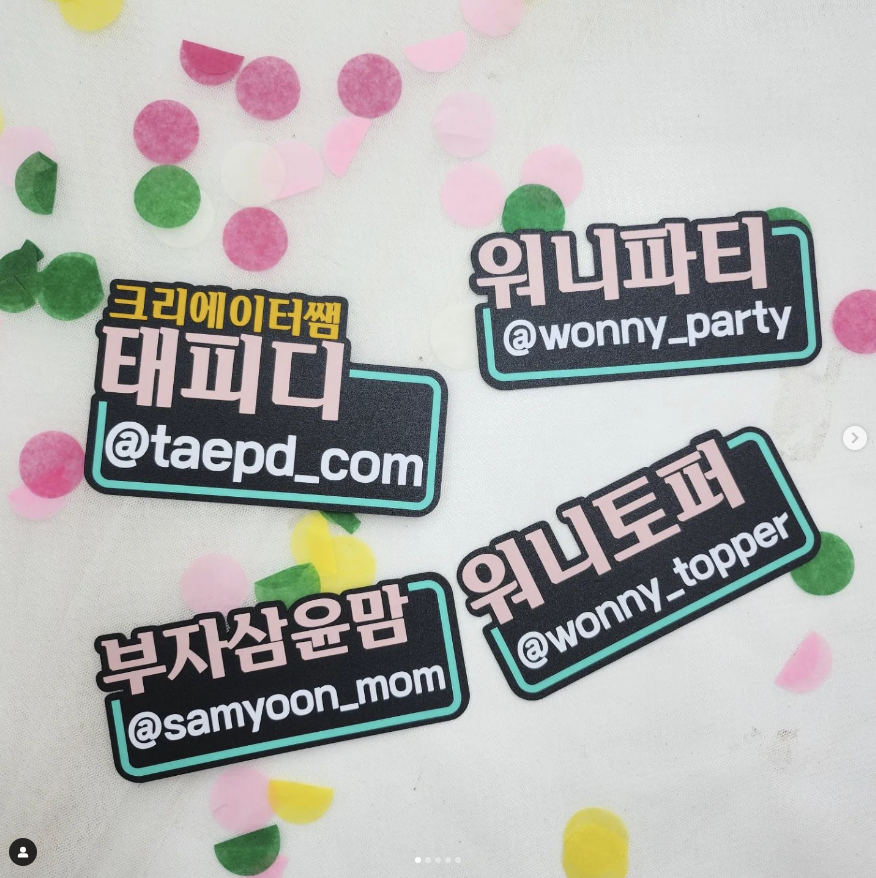 크리에이터쌤
태피디
@taepd_com
워니파티
@wonny_party
부자삼윤맘
@samyoon_mom
워니토퍼
@wonny_topper